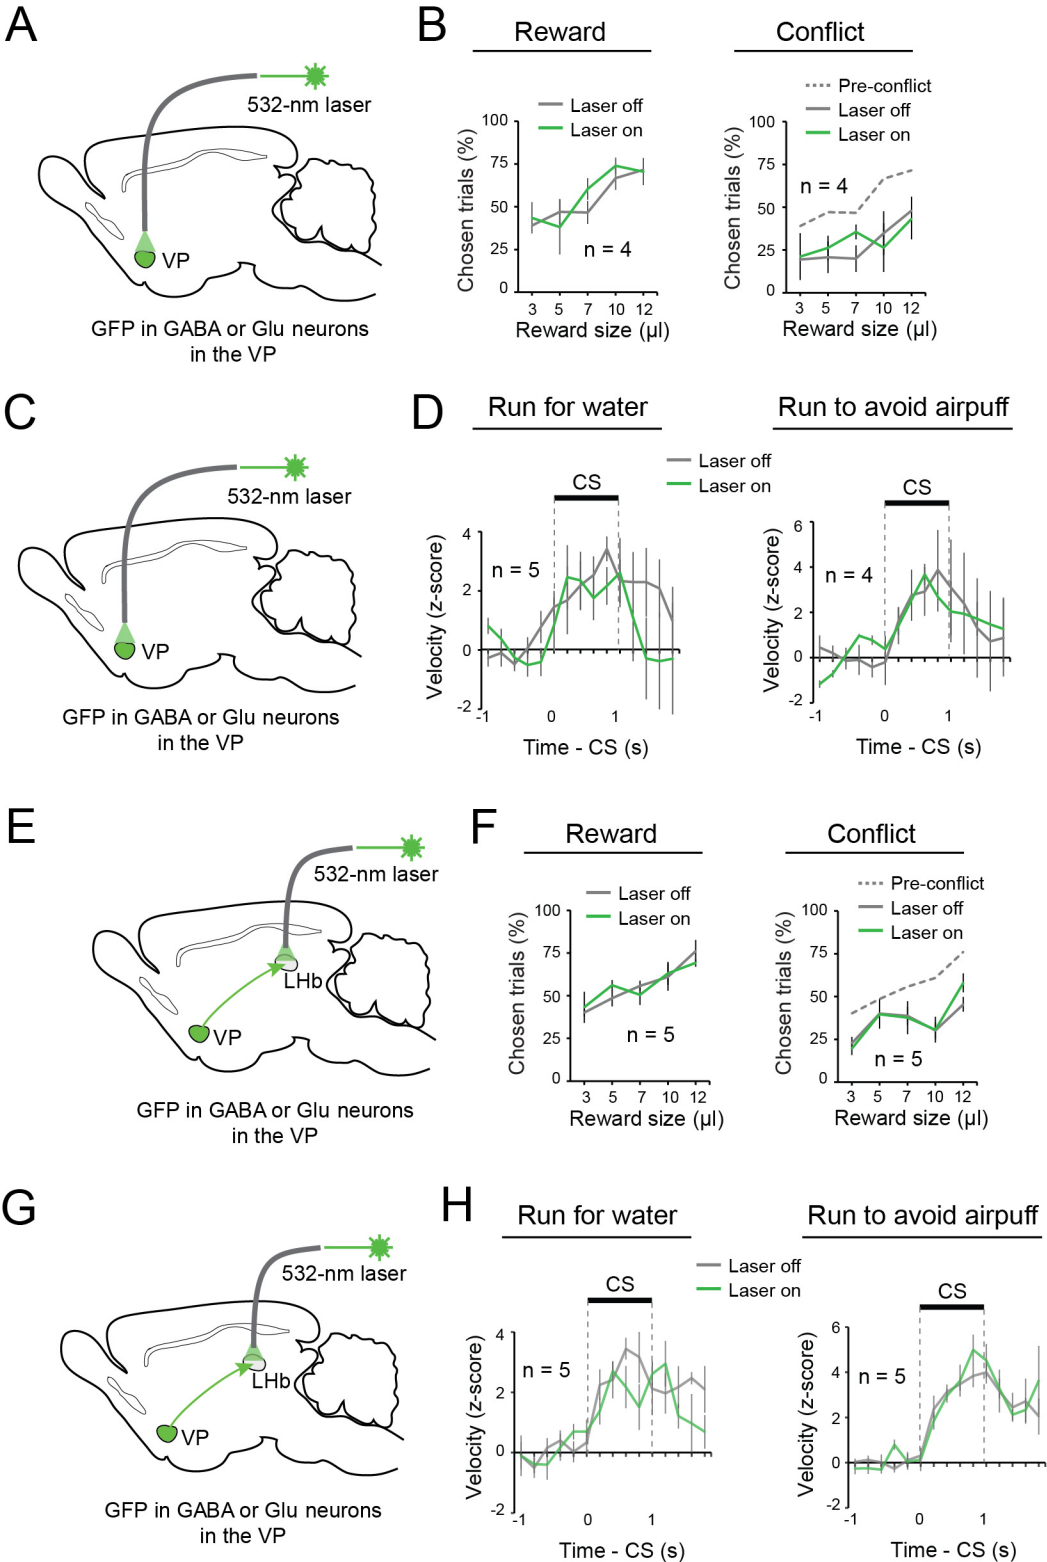 A
532-nm laser
VP
GFP in GABA or Glu neurons
in the VP
B
Reward
Laser off
Laser on
Chosen trials (%)
100
75
50
25
0
n = 4
3 5 7 10 12
Reward size (µl)
Conflict
Pre-conflict
Laser off
Laser on
Chosen trials (%)
100
75
50
25
0
n = 4
3 5 7 10 12
Reward size (µl)
C
532-nm laser
VP
GFP in GABA or Glu neurons
in the VP
D
Run for water
Run to avoid airpuff
Laser off
Laser on
CS
Velocity (z-score)
4
2
0
-2
n = 5
-1 0 1
Time - CS (s)
CS
Velocity (z-score)
6
4
2
0
-2
n = 4
-1 0 1
Time - CS (s)
E
532-nm laser
LHb
VP
GFP in GABA or Glu neurons
in the VP
F
Reward
Laser off
Laser on
Chosen trials (%)
100
75
50
25
0
n = 5
3 5 7 10 12
Reward size (µl)
Conflict
Pre-conflict
Laser off
Laser on
Chosen trials (%)
100
75
50
25
0
n = 5
3 5 7 10 12
Reward size (µl)
G
532-nm laser
LHb
VP
GFP in GABA or Glu neurons
in the VP
H
Run for water
Run to avoid airpuff
Laser off
Laser on
CS
Velocity (z-score)
4
2
0
-2
n = 5
-1 0 1
Time - CS (s)
CS
Velocity (z-score)
6
4
2
0
-2
n = 5
-1 0 1
Time - CS (s)